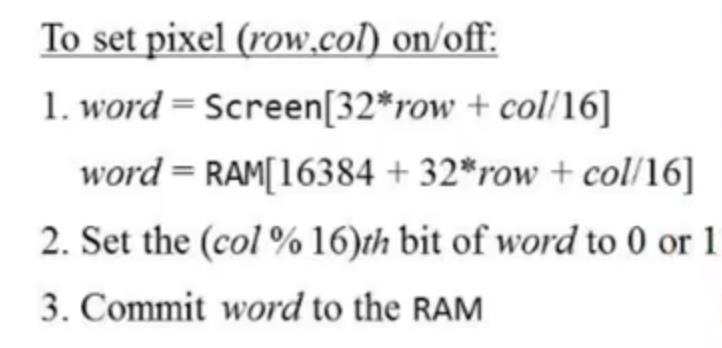 To set pixel (row,col) on/off:
1. word = Screen[32*row + col/16]
word = RAM[16384 + 32*row + col/16]
2. Set the (col % 16)th bit of word to 0 or 1
3. Commit word to the RAM